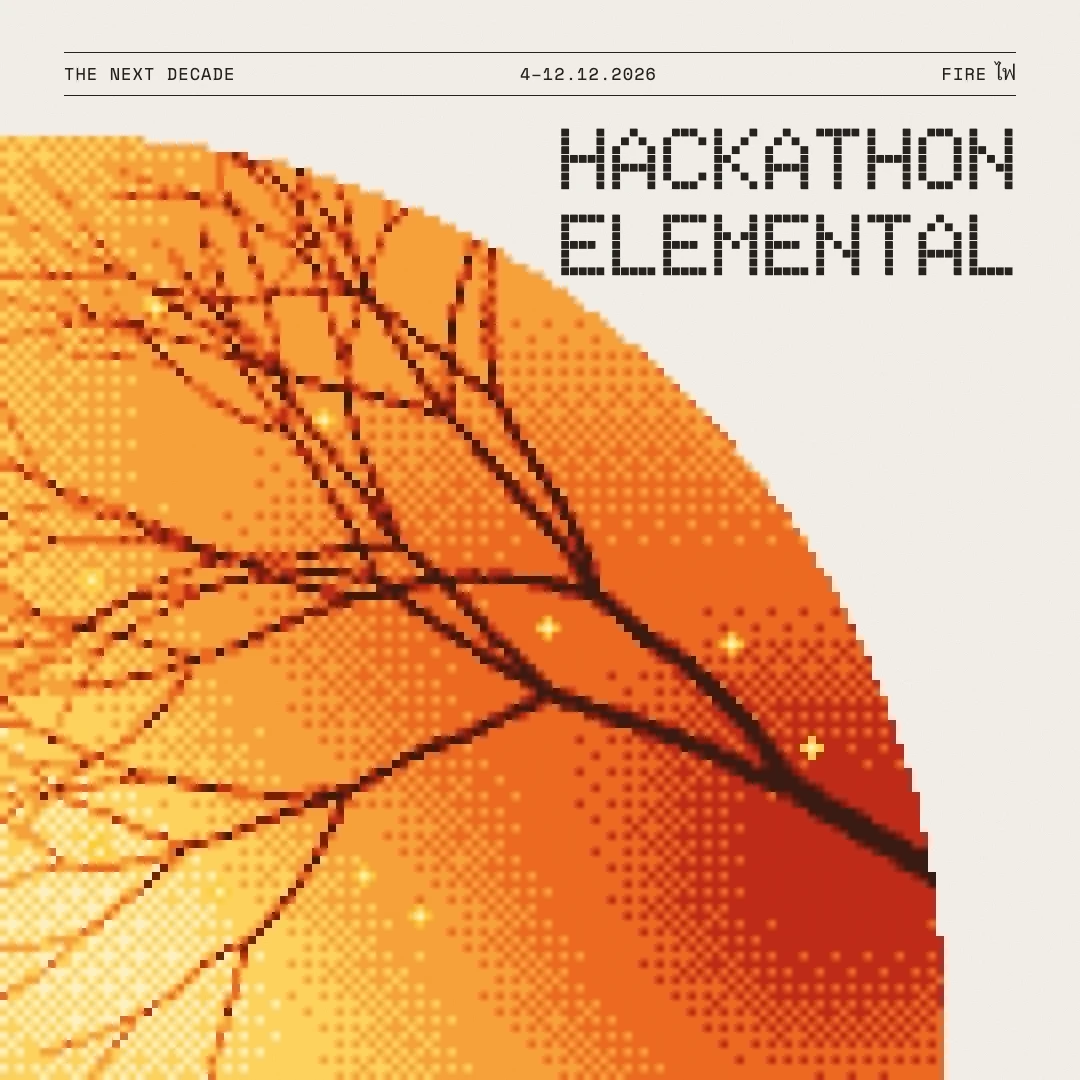 THE NEXT DECADE
4–12.12.2026
FIRE ไฟ
HACKATHON
ELEMENTAL